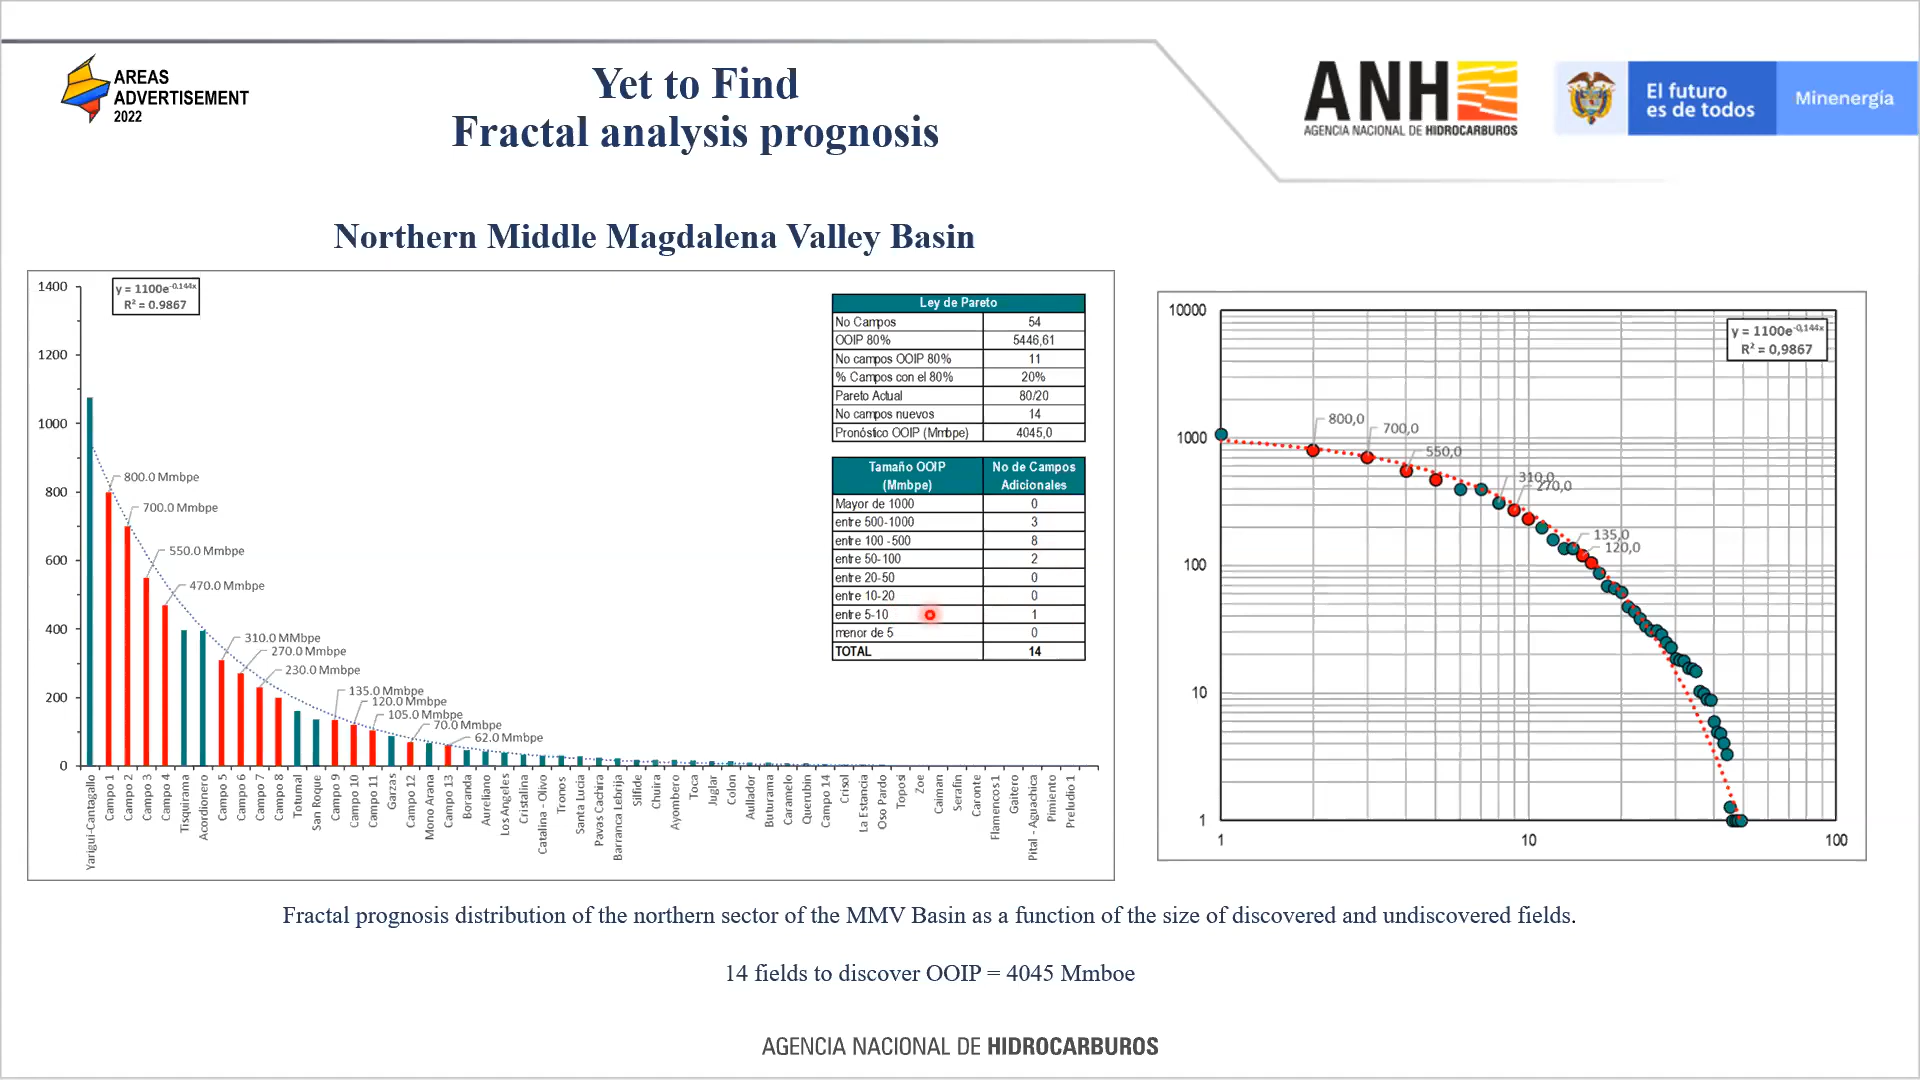 AREAS
ADVERTISEMENT
2022
Yet to Find
Fractal analysis prognosis
ANH
AGENCIA NACIONAL DE HIDROCARBUROS
El futuro
es de todos
Minenergía
Northern Middle Magdalena Valley Basin
y = 1100e^-0,144x
R² = 0.9867
1400
1200
1000
800
600
400
200
0
800.0 Mmbpe
700.0 Mmbpe
550.0 Mmbpe
470.0 Mmbpe
310.0 MMbpe
270.0 Mmbpe
230.0 Mmbpe
135.0 Mmbpe
120.0 Mmbpe
105.0 Mmbpe
70.0 Mmbpe
62.0 Mmbpe
Yarigui-Cantagallo
Campo 1
Campo 2
Campo 3
Campo 4
Tisquirama
Acordionero
Campo 5
Campo 6
Campo 7
Campo 8
Totumal
San Roque
Campo 9
Campo 10
Campo 11
Garzas
Campo 12
Mono Arana
Campo 13
Boranda
Aureliano
Los Angeles
Cristalina
Catalina - Olivo
Tronos
Santa Lucia
Pavas Cachira
Barranca Lebrija
Silfide
Chuira
Ayombero
Toca
Juglar
Colon
Aullador
Buturama
Caramelo
Querubite
Campo 14
Crisol
La Estancia
Oso Pardo
Toposi
Zoe
Caiman
Serafin
Caronte
Flamencos 1
Gaitero
Pital - Aguachica
Pimiento
Preludio 1
Ley de Pareto
No Campos 54
OOIP 80% 5446,61
No campos OOIP 80% 11
% Campos con el 80% 20%
Pareto Actual 80/20
No campos nuevos 14
Pronóstico OOIP (Mmbpe) 4045,0
Tamaño OOIP (Mmbpe) No de Campos Adicionales
Mayor de 1000 0
entre 500-1000 3
entre 100 -500 8
entre 50-100 2
entre 20-50 0
entre 10-20 0
entre 5-10 1
menor de 5 0
TOTAL 14
10000
1000
100
10
1
1
10
100
y = 1100e^-0,144x
R² = 0,9867
800,0
700,0
550,0
310,0
270,0
135,0
120,0
Fractal prognosis distribution of the northern sector of the MMV Basin as a function of the size of discovered and undiscovered fields.
14 fields to discover OOIP = 4045 Mmboe
AGENCIA NACIONAL DE HIDROCARBUROS